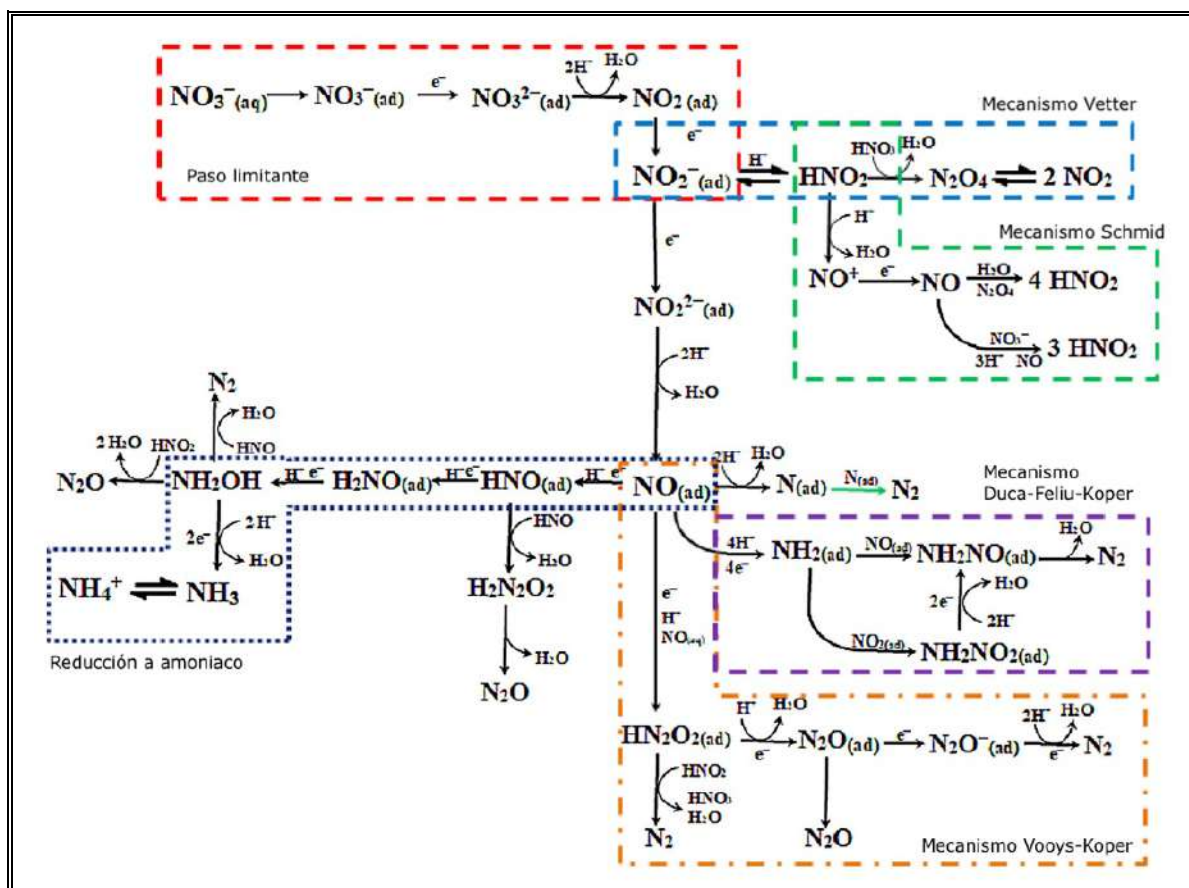 NO₃⁻(aq) → NO₃⁻(ad) e⁻ → NO₃²⁻(ad) 2H⁻ H₂O → NO₂(ad)
Mecanismo Vetter
e⁻
Paso limitante
NO₂⁻(ad) H⁻ ⇌ HNO₂ HNO₃ H₂O → N₂O₄ ⇌ 2 NO₂
e⁻
H⁻
H₂O
Mecanismo Schmid
NO⁺ e⁻ → NO H₂O N₂O₄ → 4 HNO₂
NO₂²⁻(ad)
NO₃⁻
3H⁻ NO → 3 HNO₂
2H⁻
H₂O
N₂
H₂O
HNO
2 H₂O HNO₂
N₂O ← NH₂OH ← H⁻ e⁻ H₂NO(ad) ← H⁻ e⁻ HNO(ad) ← H⁻ e⁻ NO(ad) 2H⁻ H₂O → N(ad) N(ad) → N₂
Mecanismo
Duca-Feliu-Koper
2e⁻ 2H⁻
H₂O
HNO
H₂O
4H⁻
4e⁻ → NH₂(ad) NO(ad) → NH₂NO(ad) H₂O → N₂
NH₄⁺ ⇌ NH₃
H₂N₂O₂
e⁻
H⁻
NO(aq)
2e⁻ H₂O
2H⁻
NO₂(ad) → NH₂NO₂(ad)
Reducción a amoniaco
H₂O
N₂O
HN₂O₂(ad) H⁻ H₂O e⁻ → N₂O(ad) e⁻ → N₂O⁻(ad) 2H⁻ H₂O e⁻ → N₂
HNO₂
HNO₃
H₂O
N₂
N₂O
Mecanismo Vooys-Koper